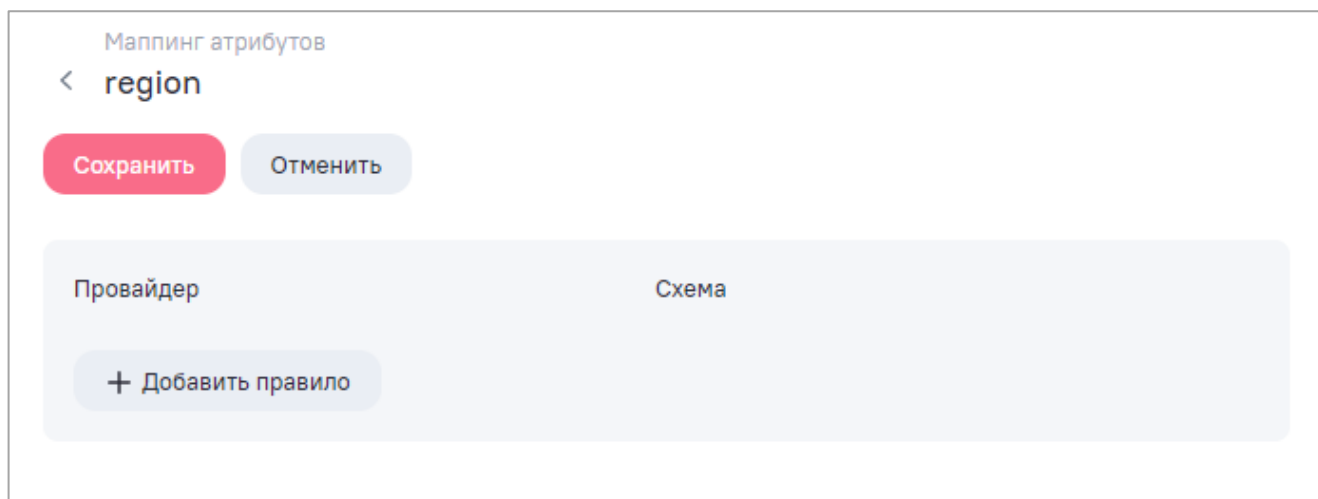 Маппинг атрибутов
region
Сохранить Отменить
Провайдер Схема
+ Добавить правило